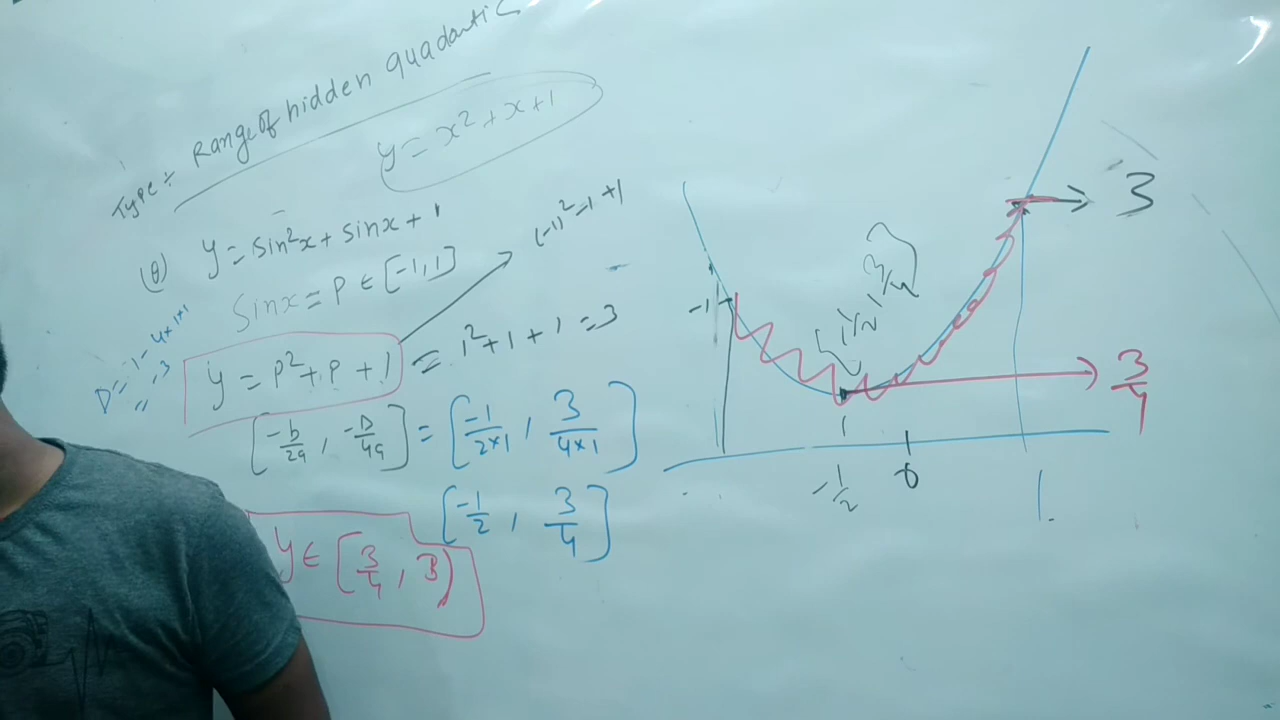 Type:- Range of hidden quadratic
y = x² + x + 1
(Q) y = sin²x + sinx + 1
sinx = P ∈ [-1, 1]
(-1)² - 1 + 1
D = 1 - 4×1×1
" = -3
y = P² + P + 1 = 1² + 1 + 1 = 3
[-b/2a, -D/4a] = [-1/2×1, 3/4×1]
[-1/2, 3/4]
y ∈ [3/4, 3]
-1
3
3/4
-1/2
0
1